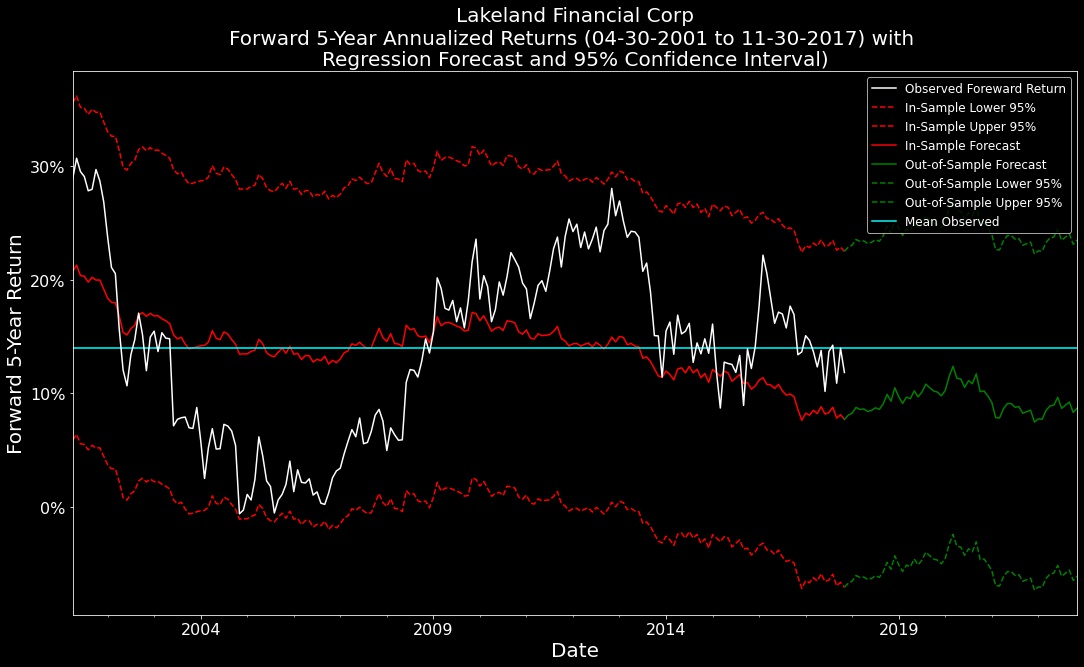 Lakeland Financial Corp
Forward 5-Year Annualized Returns (04-30-2001 to 11-30-2017) with
Regression Forecast and 95% Confidence Interval)
Observed Foreward Return
In-Sample Lower 95%
In-Sample Upper 95%
In-Sample Forecast
Out-of-Sample Forecast
Out-of-Sample Lower 95%
Out-of-Sample Upper 95%
Mean Observed
Forward 5-Year Return
30%
20%
10%
0%
2004
2009
2014
2019
Date